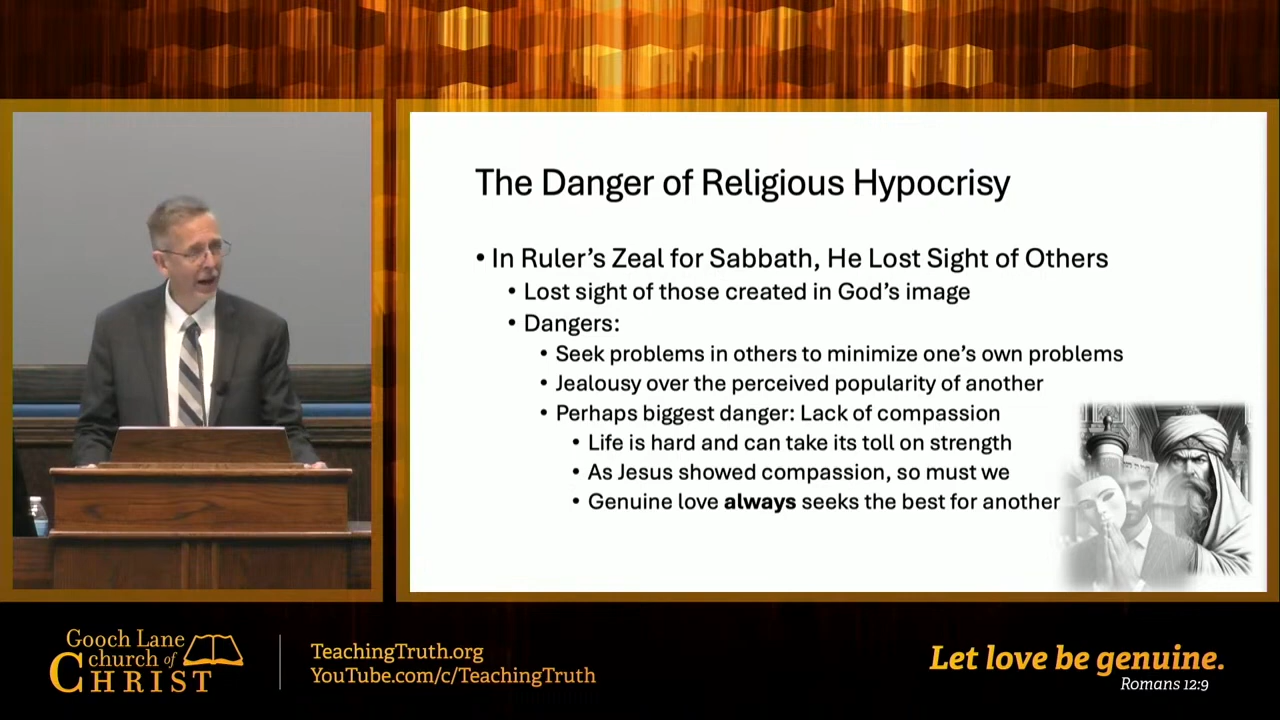 The Danger of Religious Hypocrisy
• In Ruler’s Zeal for Sabbath, He Lost Sight of Others
• Lost sight of those created in God’s image
• Dangers:
• Seek problems in others to minimize one’s own problems
• Jealousy over the perceived popularity of another
• Perhaps biggest danger: Lack of compassion
• Life is hard and can take its toll on strength
• As Jesus showed compassion, so must we
• Genuine love always seeks the best for another
Gooch Lane
church of
CHRIST
TeachingTruth.org
YouTube.com/c/TeachingTruth
Let love be genuine.
Romans 12:9